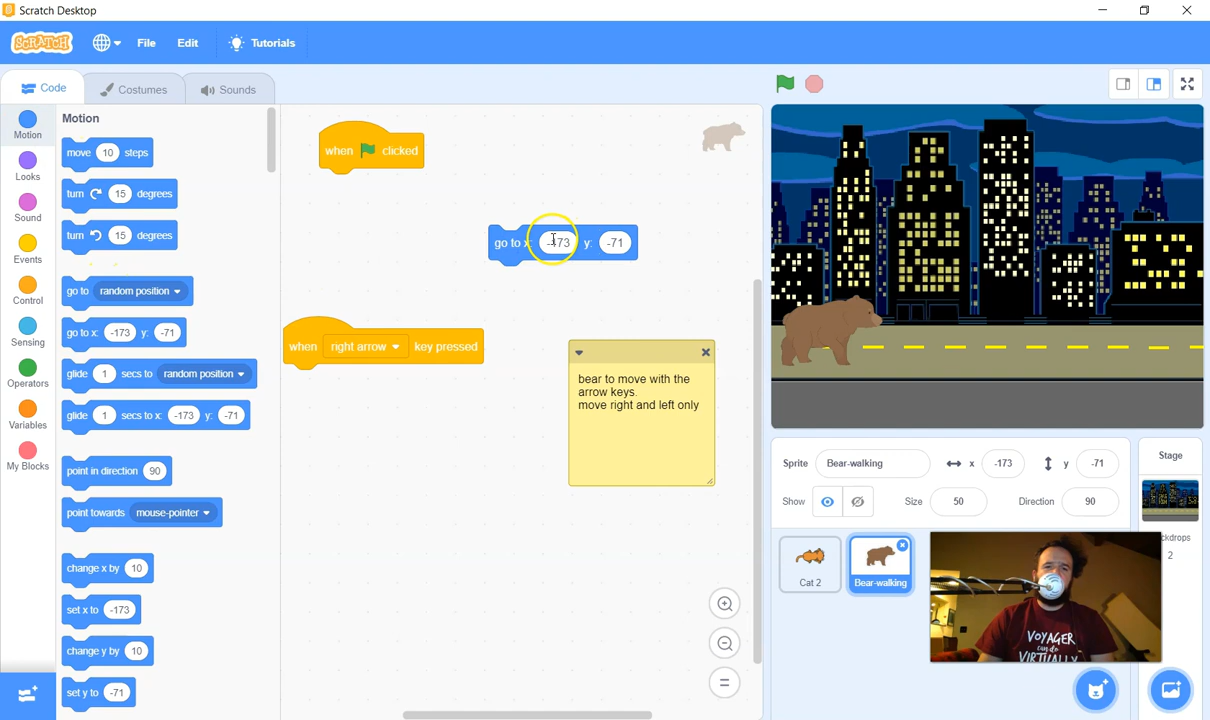 Scratch Desktop
SCRATCH File Edit Tutorials
Code Costumes Sounds
Motion
Looks
Sound
Events
Control
Sensing
Operators
Variables
My Blocks
Motion
move 10 steps
turn 15 degrees
turn 15 degrees
go to random position
go to x: -173 y: -71
glide 1 secs to random position
glide 1 secs to x: -173 y: -71
point in direction 90
point towards mouse-pointer
change x by 10
set x to -173
change y by 10
set y to -71
when clicked
go to x: -173 y: -71
when right arrow key pressed
bear to move with the
arrow keys.
move right and left only
Sprite Bear-walking x -173 y -71
Show Size 50 Direction 90
Cat 2
Bear-walking
Stage
2
VOYAGER
can do
VIRTUALLY